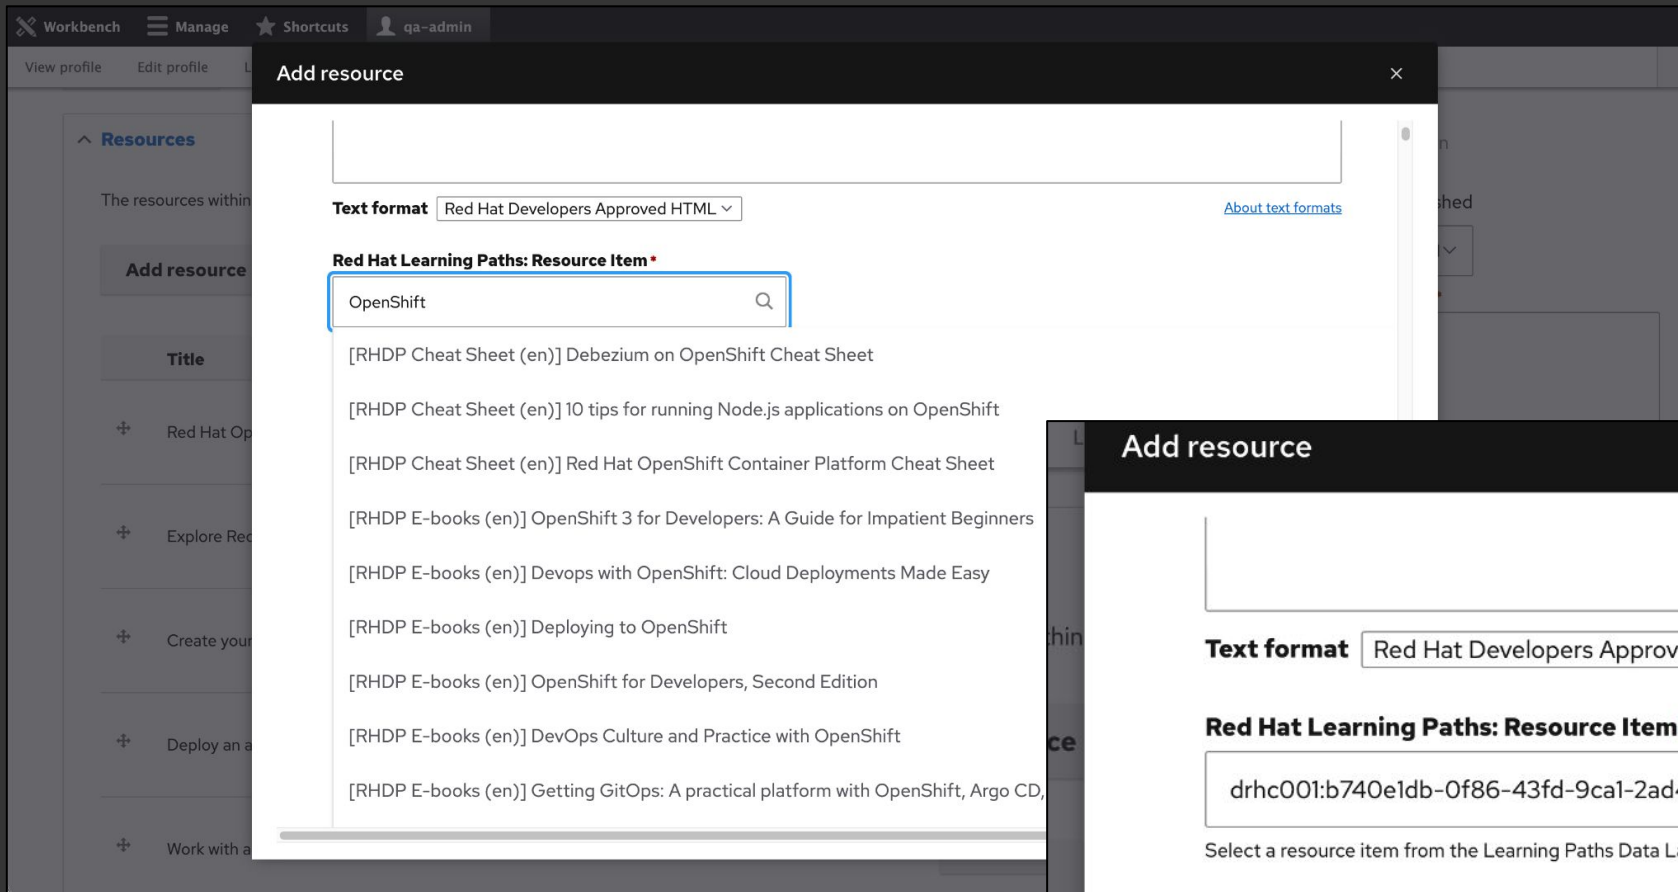 Workbench Manage Shortcuts qa-admin
View profile Edit profile L
Add resource
Resources
The resources within
Add resource
Title
Red Hat Op
Explore Red
Create your
Deploy an a
Work with a
Text format Red Hat Developers Approved HTML About text formats
Red Hat Learning Paths: Resource Item*
OpenShift
[RHDP Cheat Sheet (en)] Debezium on OpenShift Cheat Sheet
[RHDP Cheat Sheet (en)] 10 tips for running Node.js applications on OpenShift
[RHDP Cheat Sheet (en)] Red Hat OpenShift Container Platform Cheat Sheet
[RHDP E-books (en)] OpenShift 3 for Developers: A Guide for Impatient Beginners
[RHDP E-books (en)] Devops with OpenShift: Cloud Deployments Made Easy
[RHDP E-books (en)] Deploying to OpenShift
[RHDP E-books (en)] OpenShift for Developers, Second Edition
[RHDP E-books (en)] DevOps Culture and Practice with OpenShift
[RHDP E-books (en)] Getting GitOps: A practical platform with OpenShift, Argo CD,
n
shed
L
thin
ce
Add resource
Text format Red Hat Developers Approv
Red Hat Learning Paths: Resource Item
drhc001:b740e1db-0f86-43fd-9ca1-2ad4
Select a resource item from the Learning Paths Data L